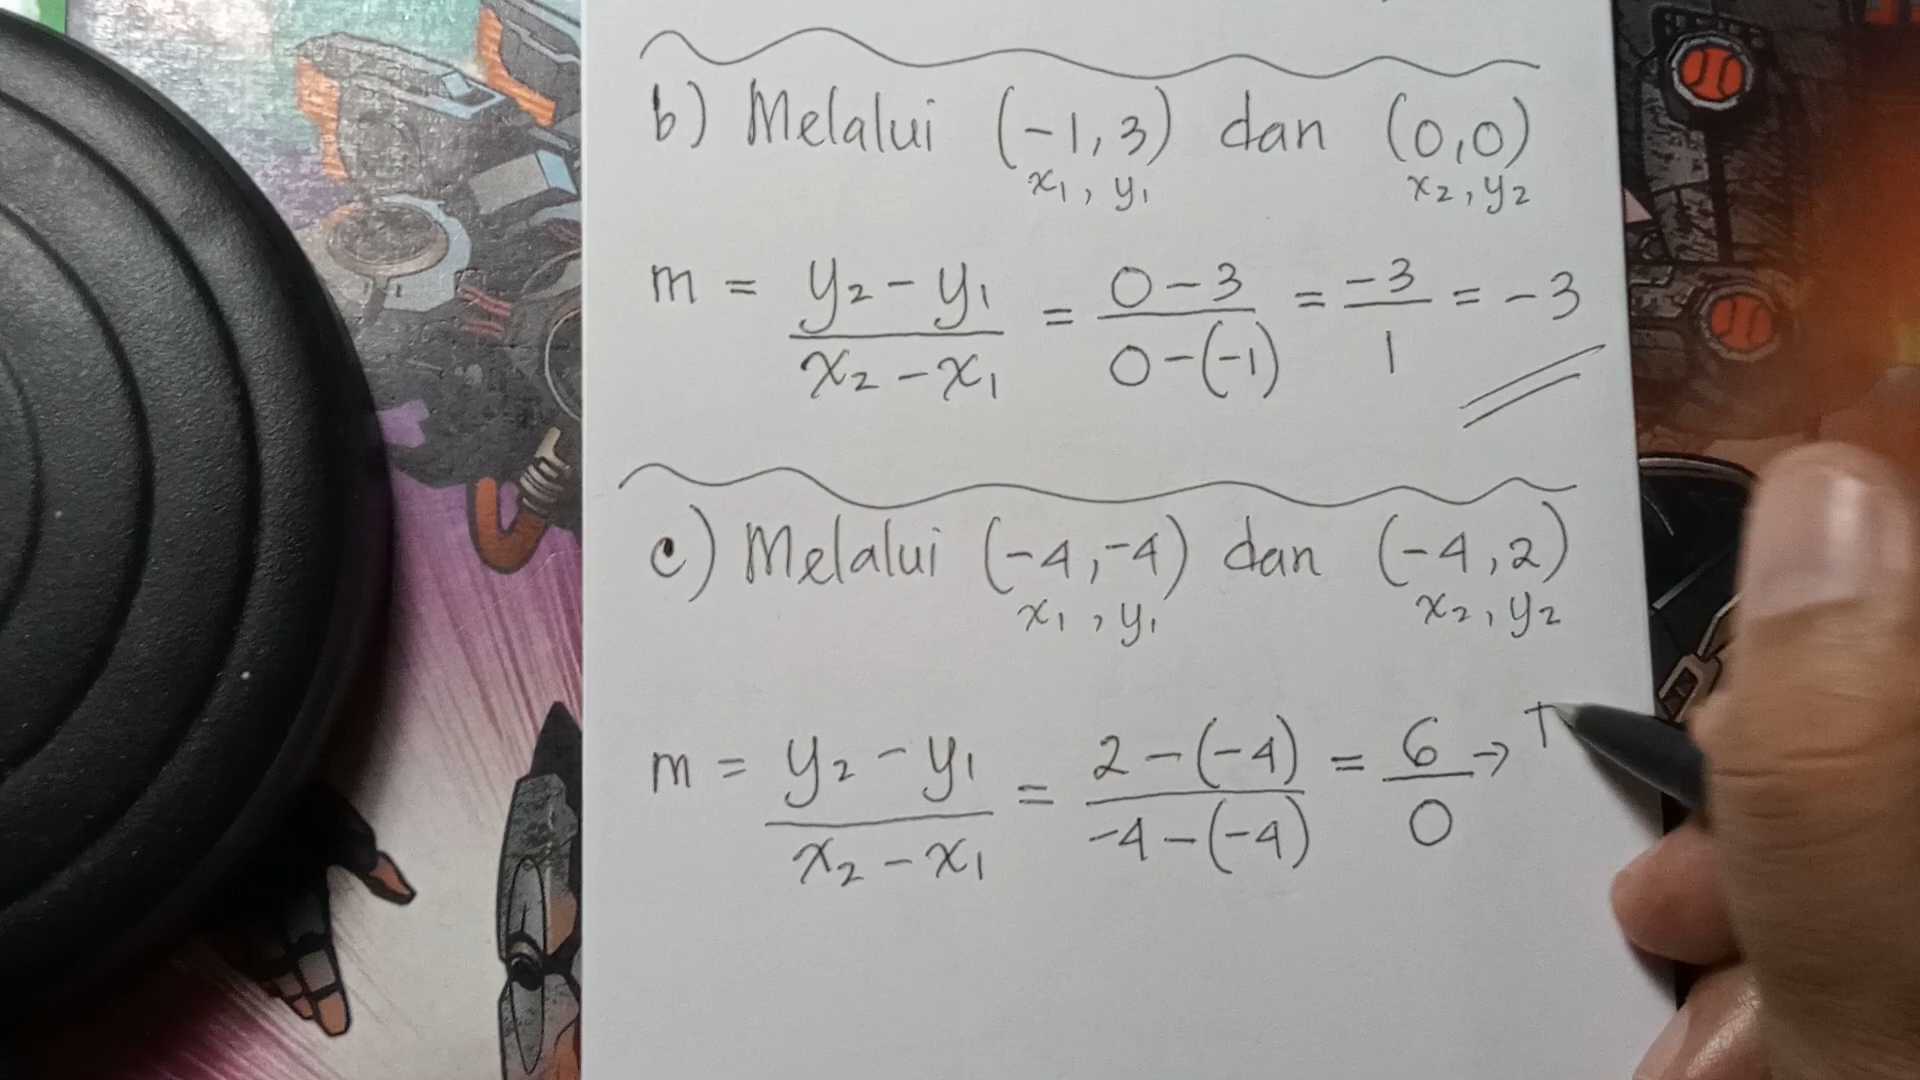 b) Melalui (-1, 3) dan (0,0)
x₁, y₁ x₂, y₂
m = y₂ - y₁ / x₂ - x₁ = 0 - 3 / 0 - (-1) = -3 / 1 = -3
c) Melalui (-4, -4) dan (-4, 2)
x₁, y₁ x₂, y₂
m = y₂ - y₁ / x₂ - x₁ = 2 - (-4) / -4 - (-4) = 6 / 0 →